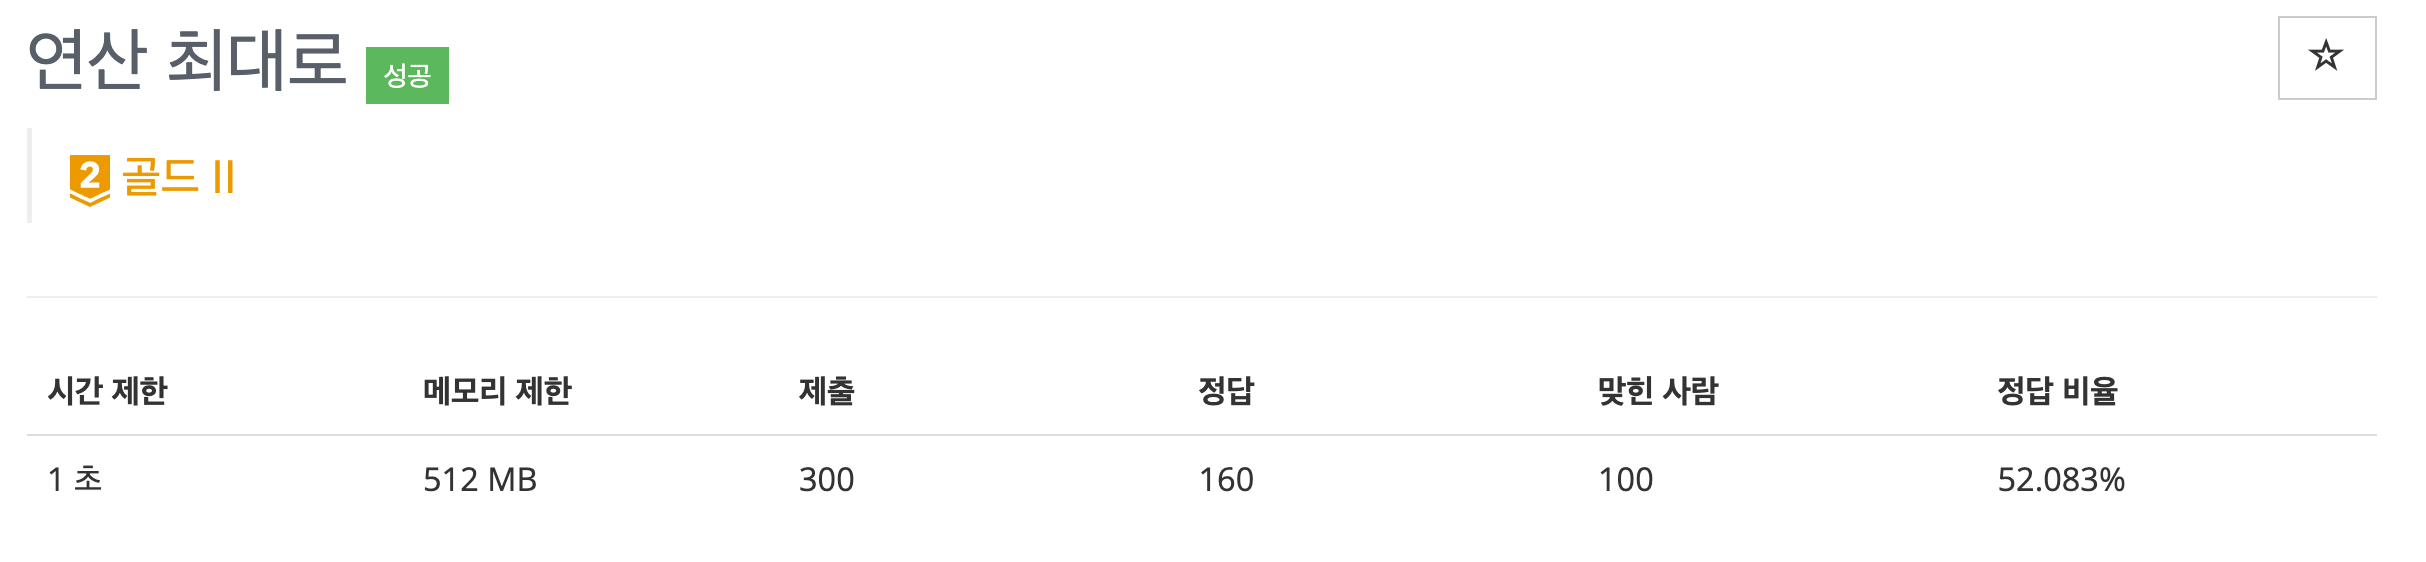 연산 최대로 성공
☆
2 골드 II
시간 제한 메모리 제한 제출 정답 맞힌 사람 정답 비율
1 초 512 MB 300 160 100 52.083%